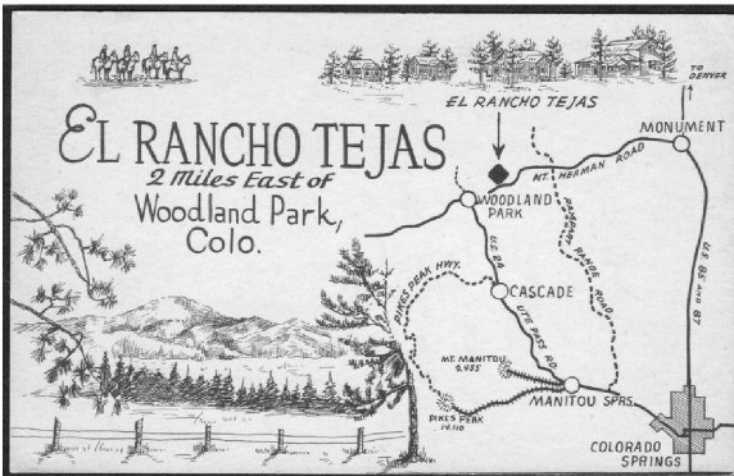 EL RANCHO TEJAS
2 Miles East of
Woodland Park,
Colo.
EL RANCHO TEJAS
TO
DENVER
MONUMENT
MT. HERMAN ROAD
WOODLAND
PARK
RAMPART RANGE ROAD
U.S. 24
U.S. 85 AND 87
PIKES PEAK HWY.
CASCADE
UTE PASS RD.
MT. MANITOU
9,455
MANITOU SPRS.
PIKES PEAK
14,110
COLORADO
SPRINGS